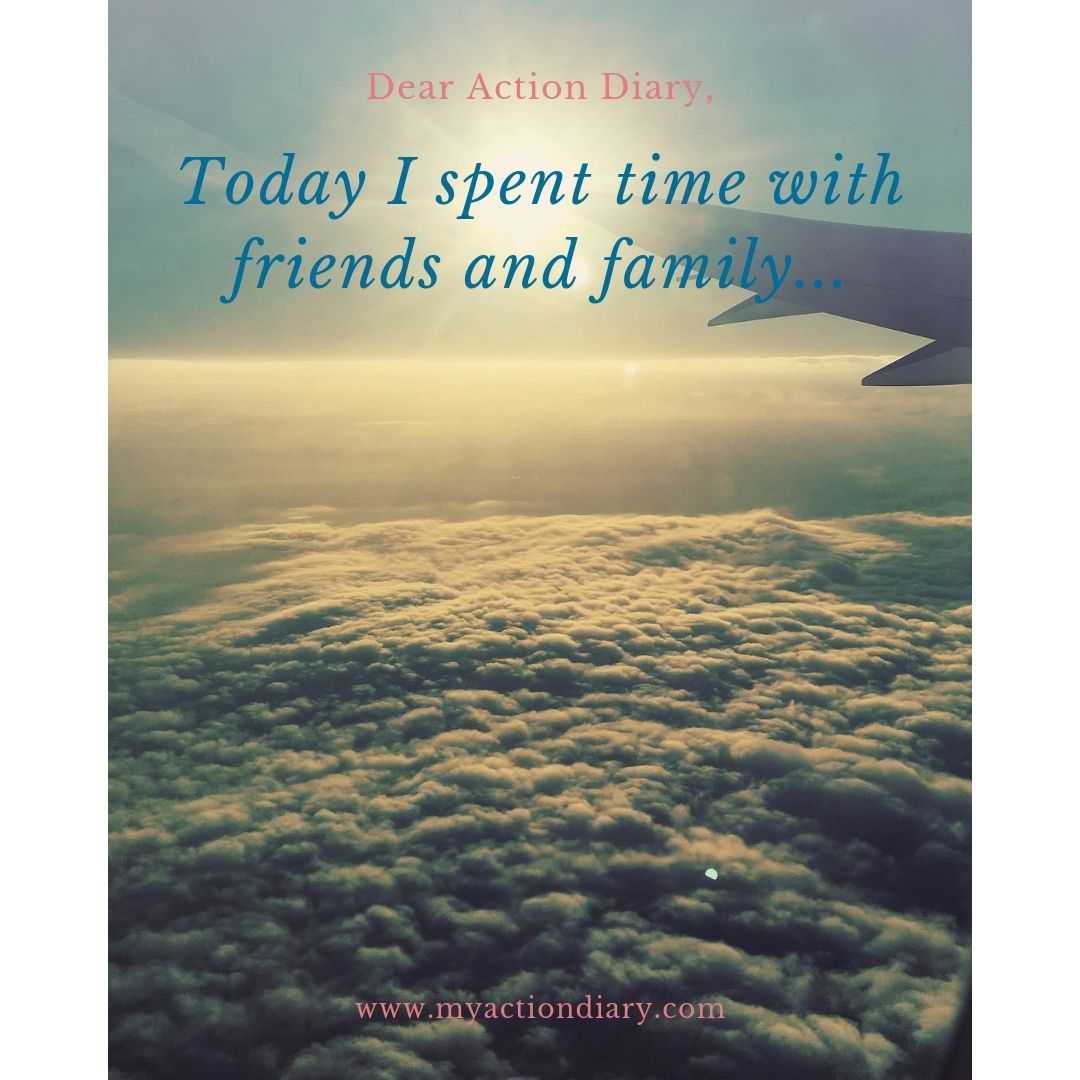 Dear Action Diary,
Today I spent time with
friends and family...
www.myactiondiary.com